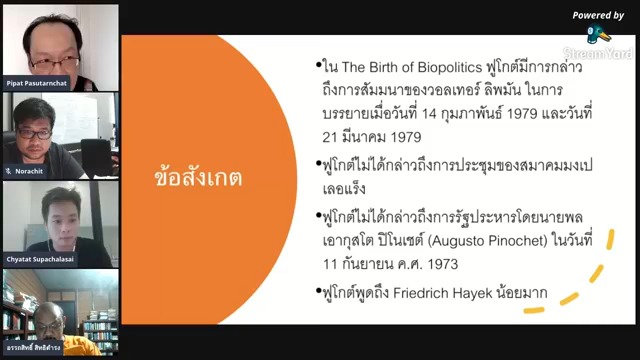 Powered by
StreamYard
Pipat Pasutarnchat
Norachit
Chyatat Supachalasai
อรรถสิทธิ์ สิทธิดำรง
ข้อสังเกต
•ใน The Birth of Biopolitics ฟูโกต์มีการกล่าว
ถึงการสัมมนาของวอลเทอร์ ลิพมัน ในการ
บรรยายเมื่อวันที่ 14 กุมภาพันธ์ 1979 และวันที่
21 มีนาคม 1979
•ฟูโกต์ไม่ได้กล่าวถึงการประชุมของสมาคมมงเป
เลอแร็ง
•ฟูโกต์ไม่ได้กล่าวถึงการรัฐประหารโดยนายพล
เอากุสโต ปิโนเชต์ (Augusto Pinochet) ในวันที่
11 กันยายน ค.ศ. 1973
•ฟูโกต์พูดถึง Friedrich Hayek น้อยมาก